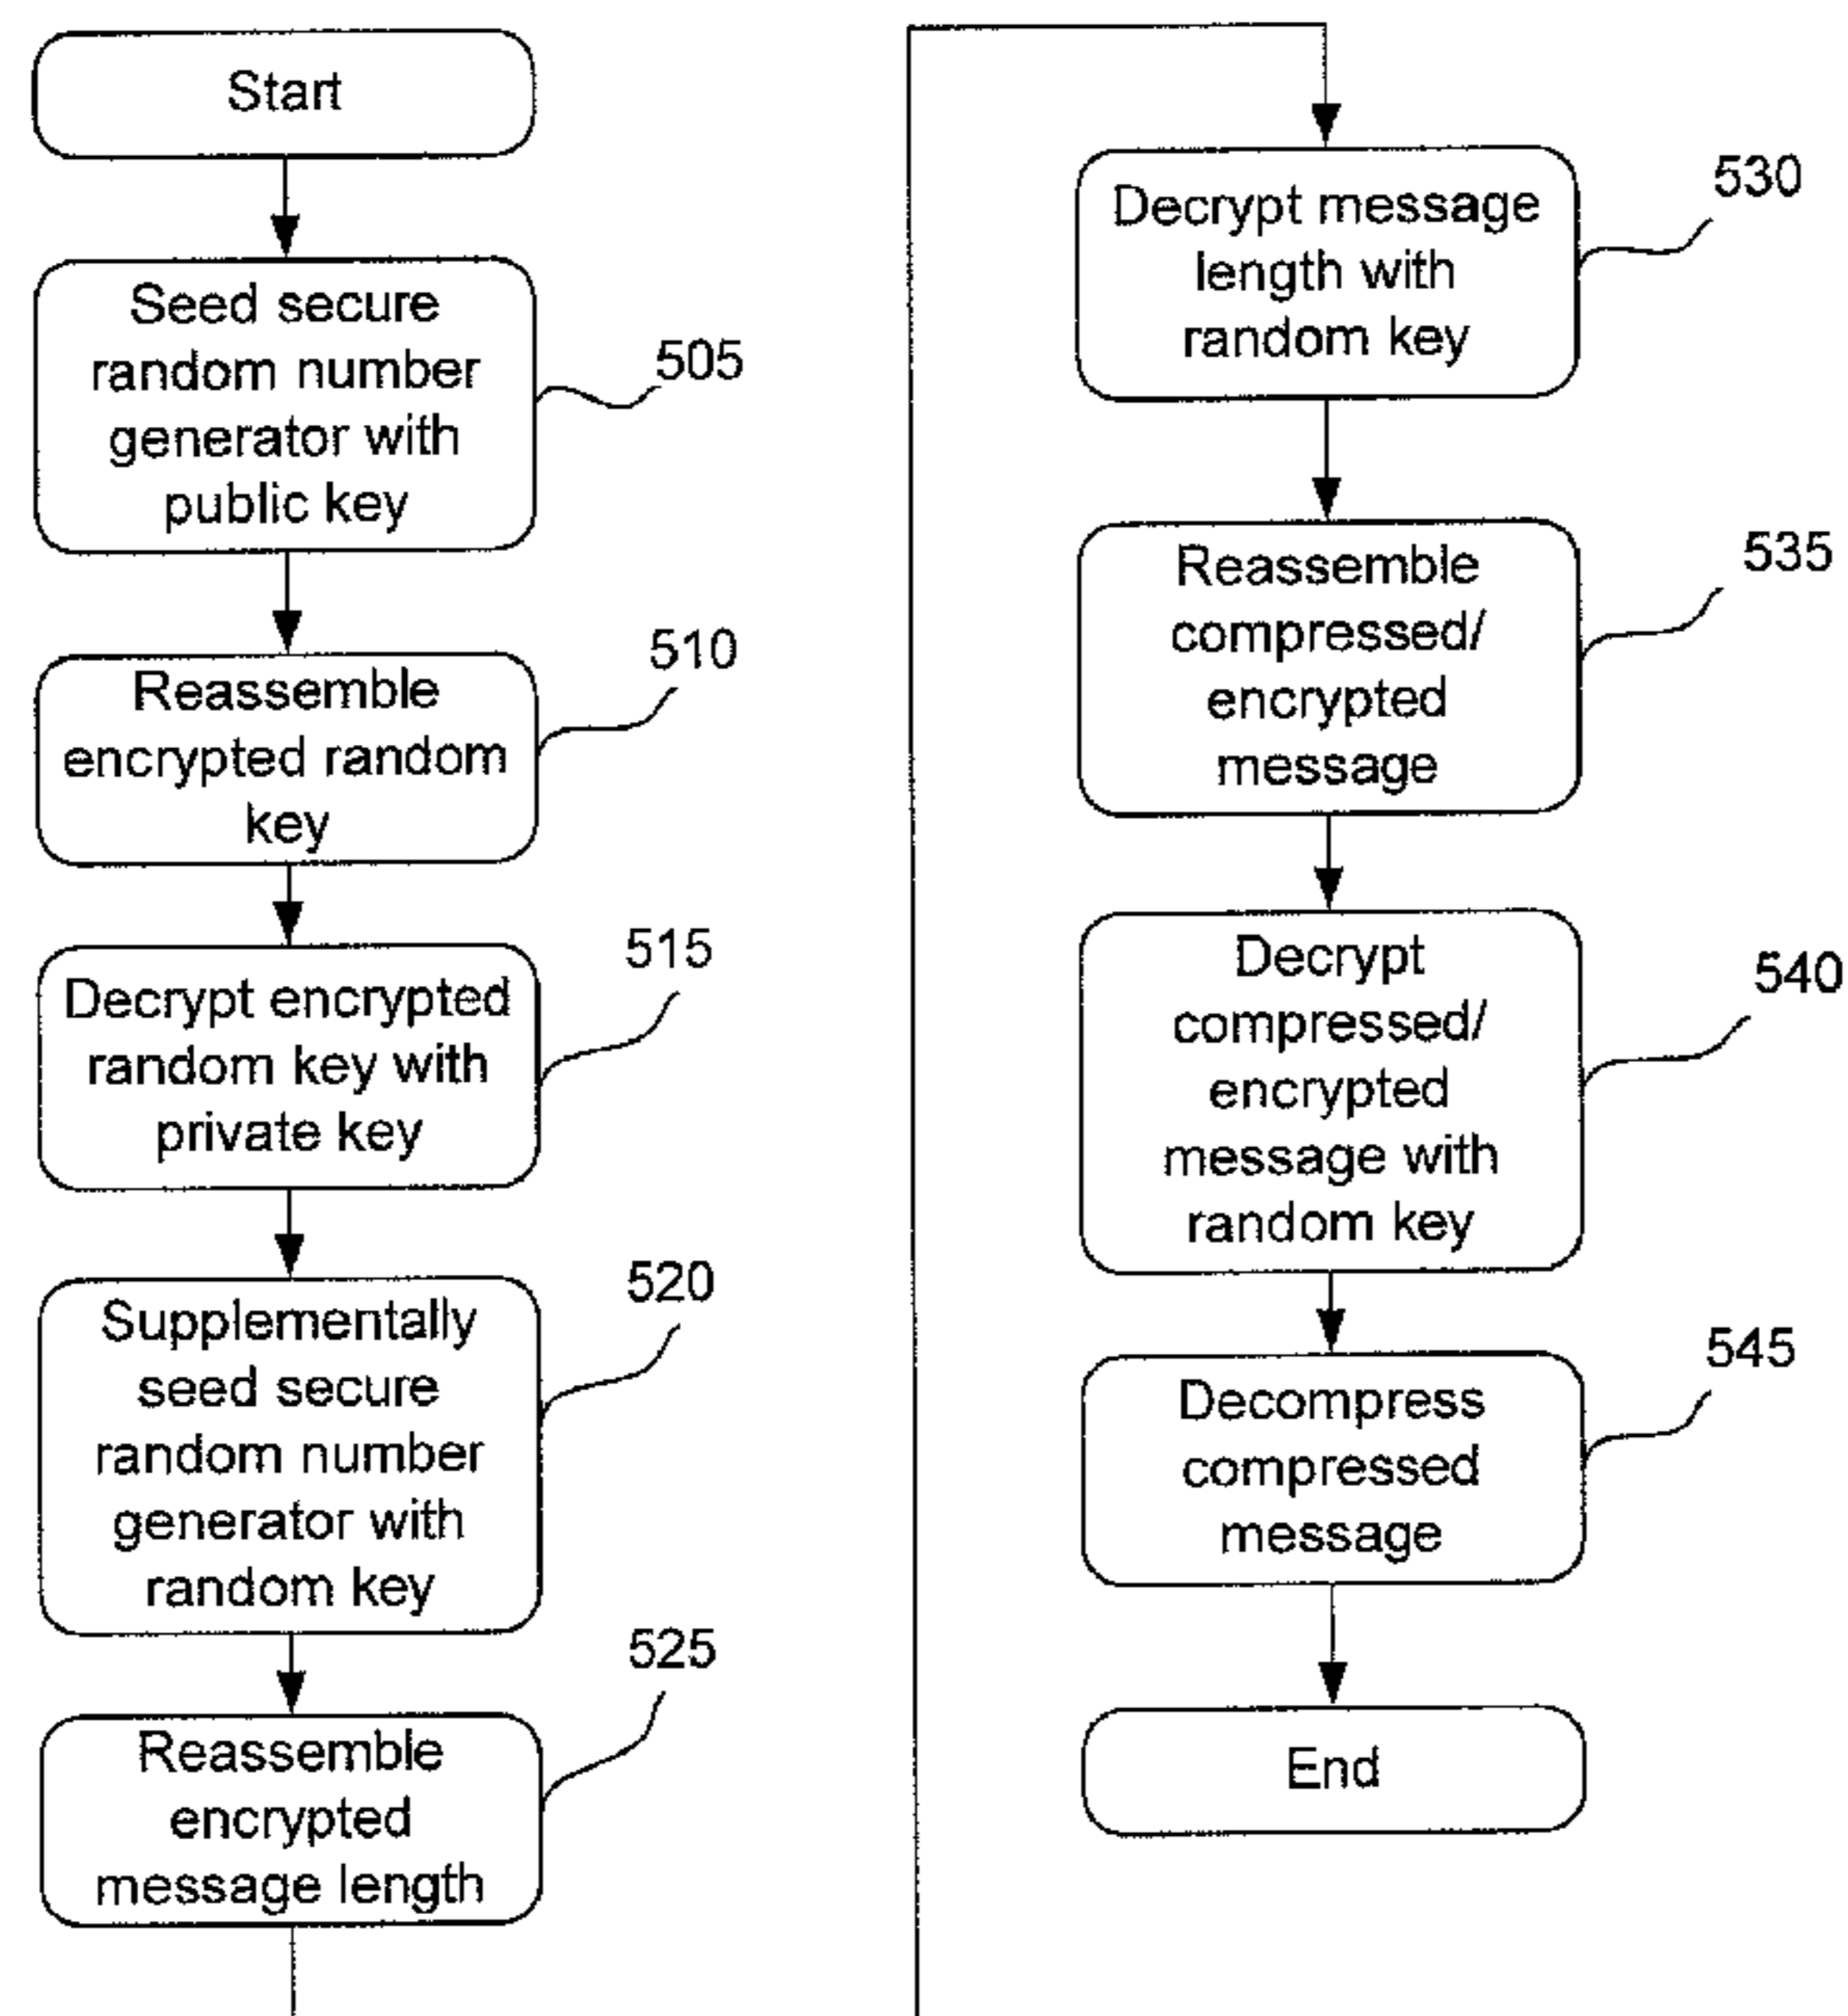 Start
Seed secure
random number
generator with
public key
505
Reassemble
encrypted random
key
510
Decrypt encrypted
random key with
private key
515
Supplementally
seed secure
random number
generator with
random key
520
Reassemble
encrypted
message length
525
Decrypt message
length with
random key
530
Reassemble
compressed/
encrypted
message
535
Decrypt
compressed/
encrypted
message with
random key
540
Decompress
compressed
message
545
End